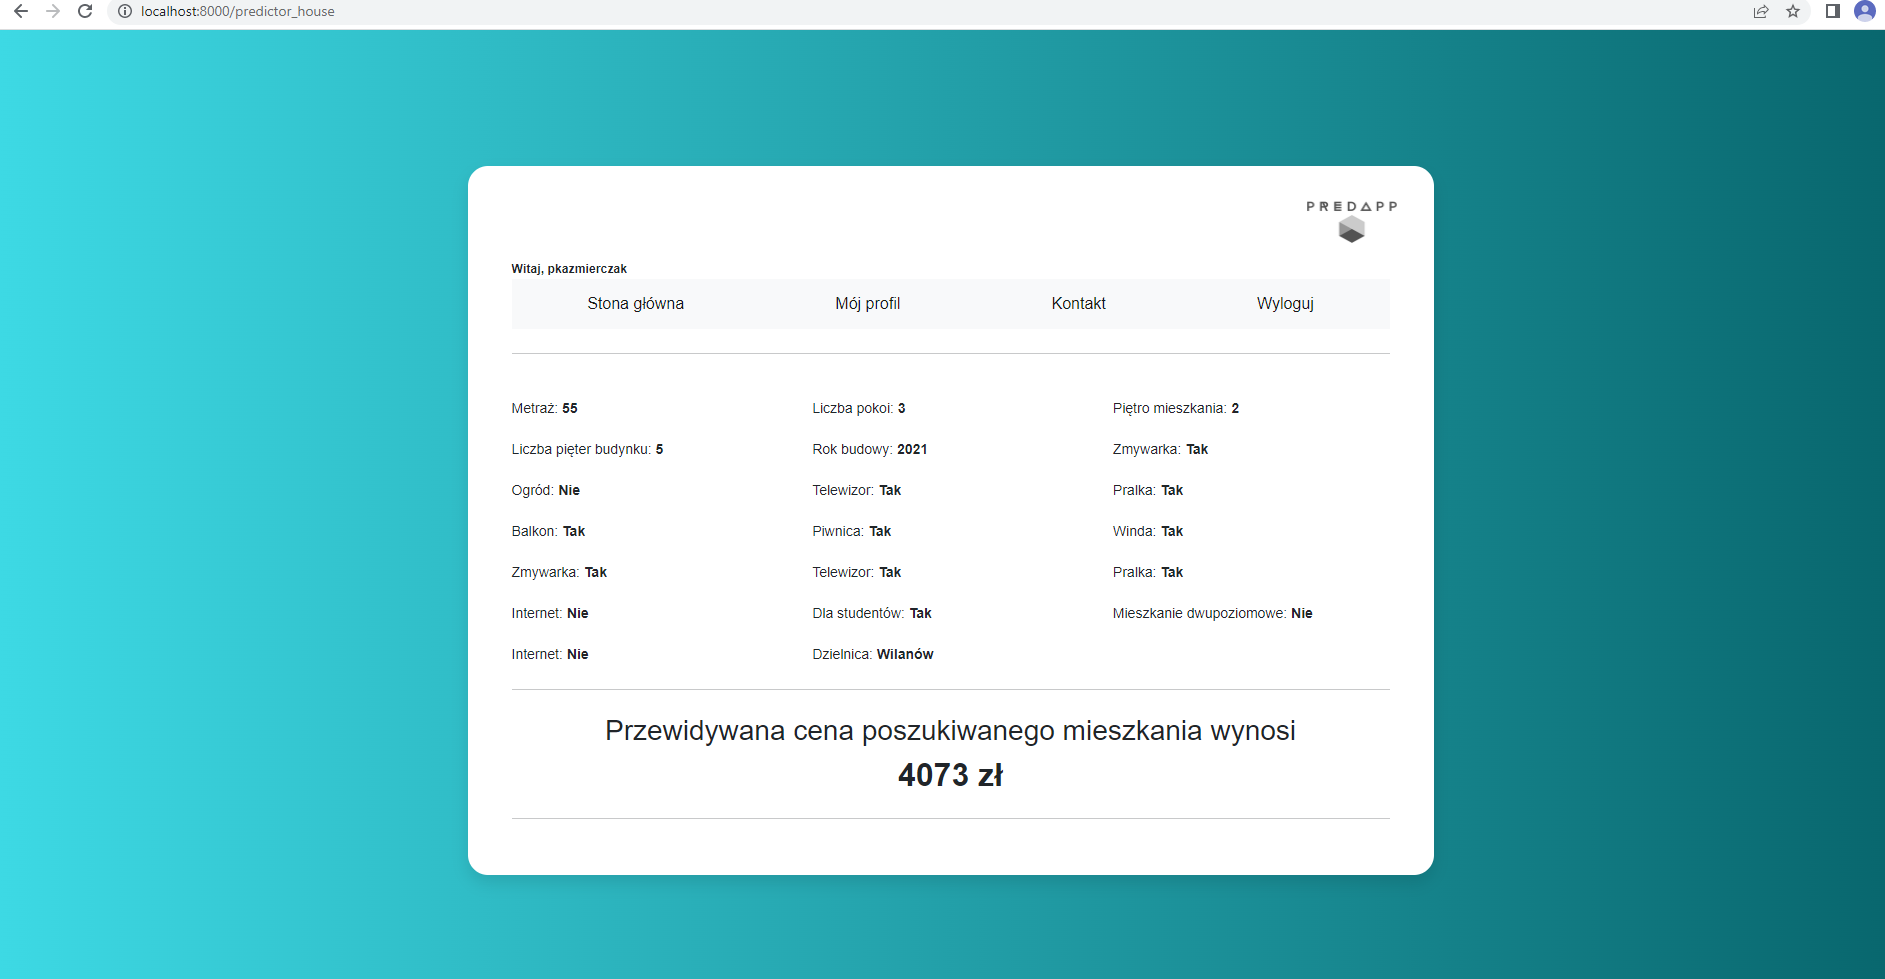 localhost:8000/predictor_house
PREDAPP
Witaj, pkazmierczak
Stona główna Mój profil Kontakt Wyloguj
Metraż: 55 Liczba pokoi: 3 Piętro mieszkania: 2
Liczba pięter budynku: 5 Rok budowy: 2021 Zmywarka: Tak
Ogród: Nie Telewizor: Tak Pralka: Tak
Balkon: Tak Piwnica: Tak Winda: Tak
Zmywarka: Tak Telewizor: Tak Pralka: Tak
Internet: Nie Dla studentów: Tak Mieszkanie dwupoziomowe: Nie
Internet: Nie Dzielnica: Wilanów
Przewidywana cena poszukiwanego mieszkania wynosi
4073 zł